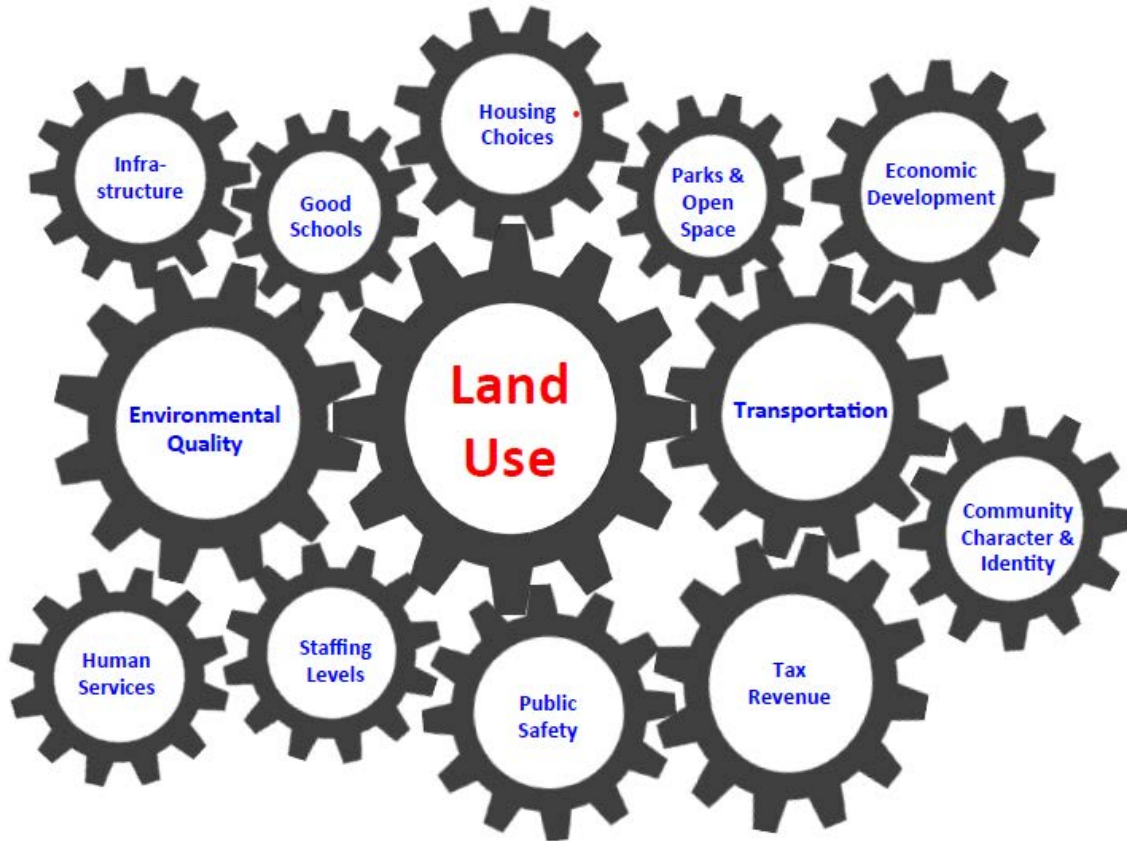 Housing
Choices
Infra-
structure
Good
Schools
Parks &
Open
Space
Economic
Development
Land
Use
Environmental
Quality
Transportation
Community
Character &
Identity
Human
Services
Staffing
Levels
Public
Safety
Tax
Revenue